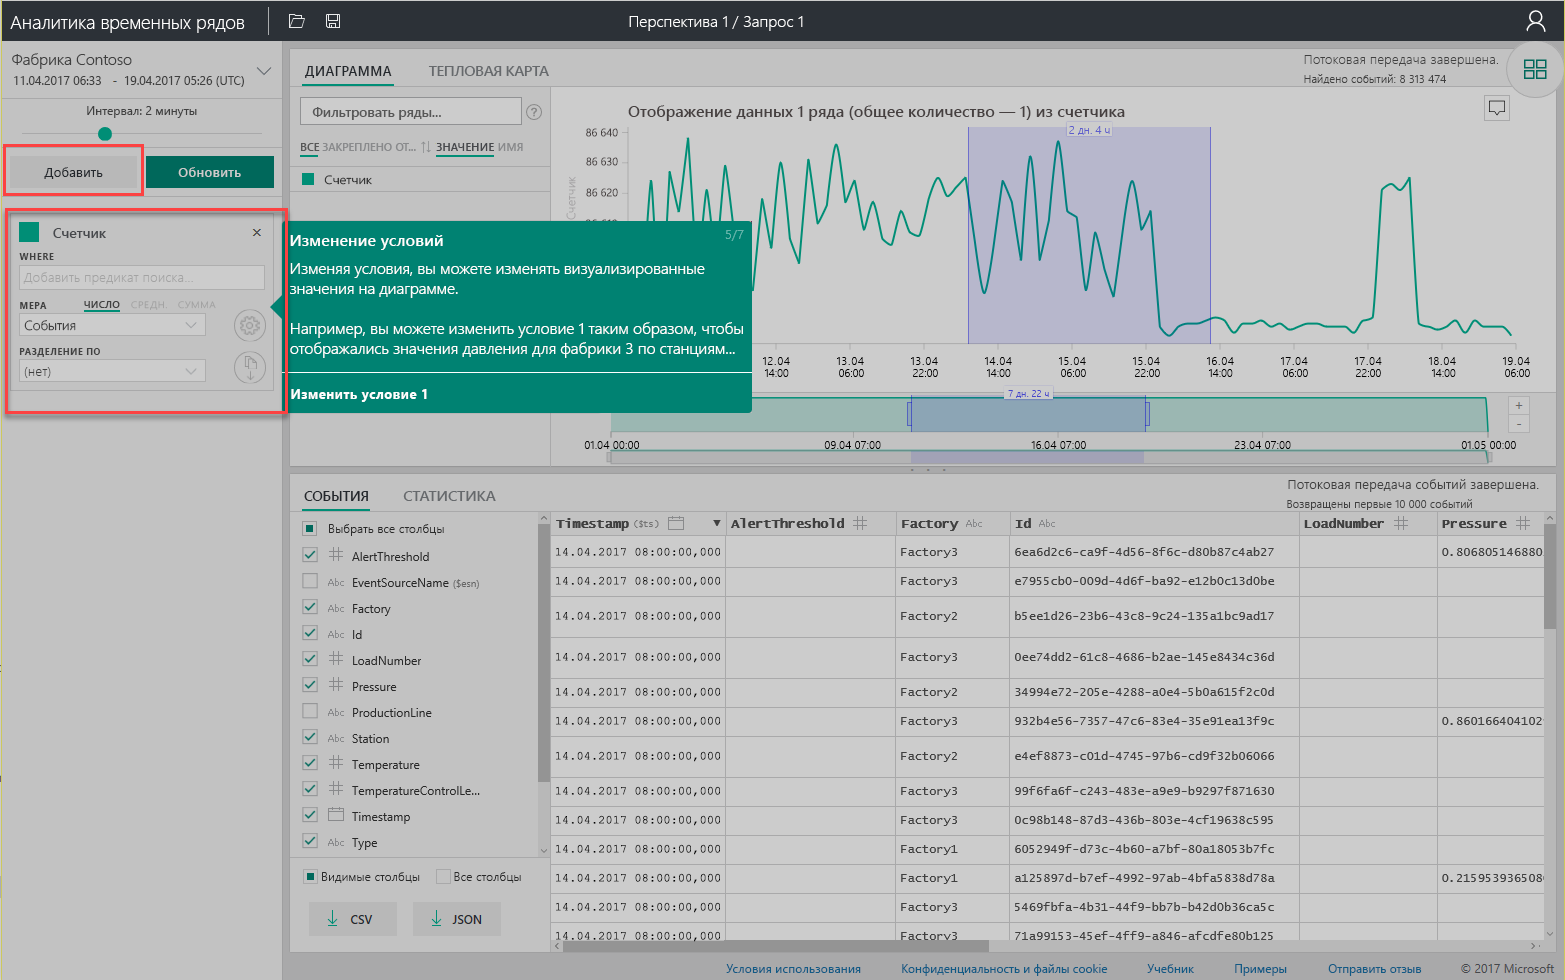 Аналитика временных рядов
Перспектива 1 / Запрос 1
Фабрика Contoso
11.04.2017 06:33 - 19.04.2017 05:26 (UTC)
Интервал: 2 минуты
Добавить
Обновить
Счетчик
WHERE
Добавить предикат поиска...
МЕРА ЧИСЛО СРЕДН. СУММА
События
РАЗДЕЛЕНИЕ ПО
(нет)
ДИАГРАММА
ТЕПЛОВАЯ КАРТА
Потоковая передача завершена.
Найдено событий: 8 313 474
Фильтровать ряды...
?
ВСЕ ЗАКРЕПЛЕНО ОТ... ЗНАЧЕНИЕ ИМЯ
Счетчик
Отображение данных 1 ряда (общее количество — 1) из счетчика
2 дн. 4 ч
86 640
86 630
86 620
86 610
Счетчик
Изменение условий
5/7
Изменяя условия, вы можете изменять визуализированные
значения на диаграмме.
Например, вы можете изменить условие 1 таким образом, чтобы
отображались значения давления для фабрики 3 по станциям...
Изменить условие 1
12.04 13.04 13.04 14.04 15.04 15.04 16.04 17.04 17.04 18.04 19.04
14:00 06:00 22:00 14:00 06:00 22:00 14:00 06:00 22:00 14:00 06:00
7 дн. 22 ч
+
-
01.04 00:00 09.04 07:00 16.04 07:00 23.04 07:00 01.05 00:00
СОБЫТИЯ
СТАТИСТИКА
Потоковая передача событий завершена.
Возвращены первые 10 000 событий
Выбрать все столбцы
AlertThreshold
Abc EventSourceName ($esn)
Abc Factory
Abc Id
LoadNumber
Pressure
Abc ProductionLine
Abc Station
Temperature
TemperatureControlLe...
Timestamp
Abc Type
Видимые столбцы
Все столбцы
CSV
JSON
Timestamp ($ts) AlertThreshold Factory Abc Id Abc LoadNumber Pressure
14.04.2017 08:00:00,000 Factory3 6ea6d2c6-ca9f-4d56-8f6c-d80b87c4ab27 0.806805146880
14.04.2017 08:00:00,000 Factory3 e7955cb0-009d-4d6f-ba92-e12b0c13d0be
14.04.2017 08:00:00,000 Factory2 b5ee1d26-23b6-43c8-9c24-135a1bc9ad17
14.04.2017 08:00:00,000 Factory3 0ee74dd2-61c8-4686-b2ae-145e8434c36d
14.04.2017 08:00:00,000 Factory2 34994e72-205e-4288-a0e4-5b0a615f2c0d
14.04.2017 08:00:00,000 Factory3 932b4e56-7357-47c6-83e4-35e91ea13f9c 0.860166404102
14.04.2017 08:00:00,000 Factory2 e4ef8873-c01d-4745-97b6-cd9f32b06066
14.04.2017 08:00:00,000 Factory3 99f6fa6f-c243-483e-a9e9-b9297f871630
14.04.2017 08:00:00,000 Factory3 0c98b148-87d3-436b-803e-4cf19638c595
14.04.2017 08:00:00,000 Factory1 6052949f-d73c-4b60-a7bf-80a18053b7fc
14.04.2017 08:00:00,000 Factory1 a125897d-b7ef-4992-97ab-4bfa5838d78a 0.215953936508
14.04.2017 08:00:00,000 Factory3 5469fbfa-4b31-44f9-bb7b-b42d0b36ca5c
14.04.2017 08:00:00,000 Factory3 71a99153-45ef-4ff9-a846-afcdfe80b125
Условия использования
Конфиденциальность и файлы cookie
Учебник
Примеры
Отправить отзыв
© 2017 Microsoft